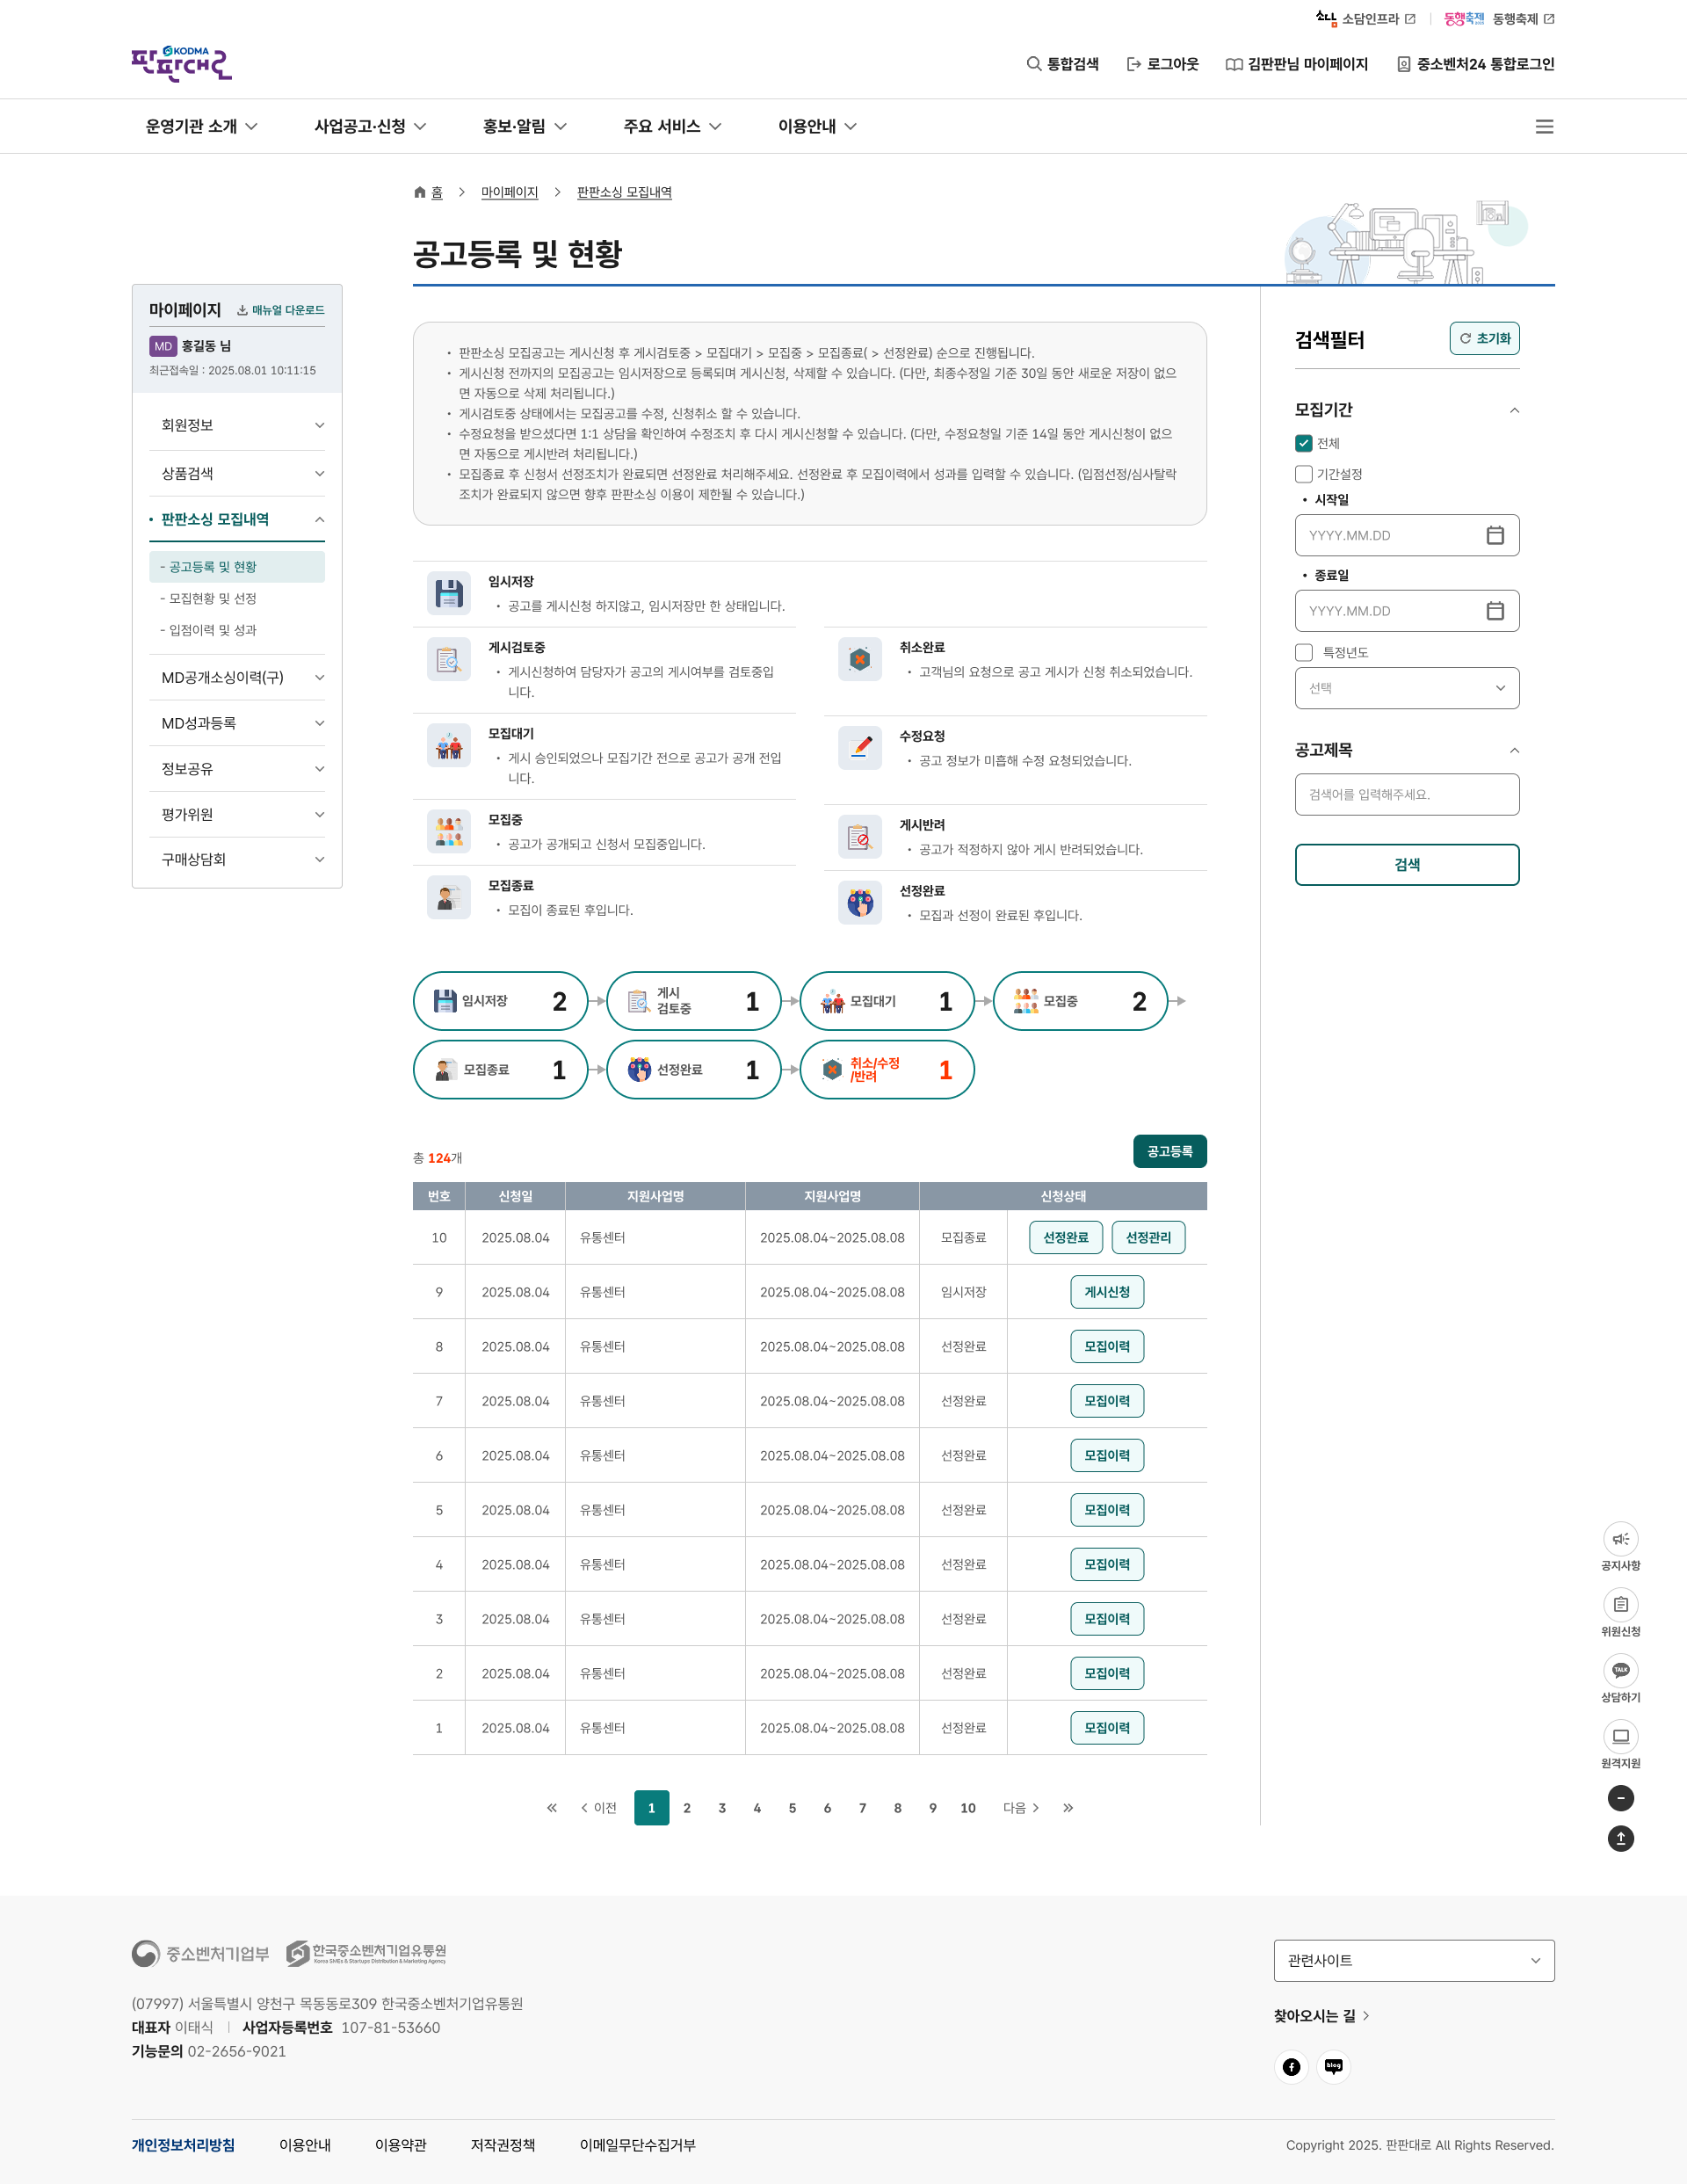 소담 소담인프라
동행축제 동행축제
KODMA
판판대로
통합검색 로그아웃 김판판님 마이페이지 중소벤처24 통합로그인
운영기관 소개 사업공고·신청 홍보·알림 주요 서비스 이용안내
홈 마이페이지 판판소싱 모집내역
공고등록 및 현황
마이페이지 매뉴얼 다운로드
MD 홍길동 님
최근접속일 : 2025.08.01 10:11:15
회원정보
상품검색
판판소싱 모집내역
- 공고등록 및 현황
- 모집현황 및 선정
- 입점이력 및 성과
MD공개소싱이력(구)
MD성과등록
정보공유
평가위원
구매상담회
• 판판소싱 모집공고는 게시신청 후 게시검토중 > 모집대기 > 모집중 > 모집종료( > 선정완료) 순으로 진행됩니다.
• 게시신청 전까지의 모집공고는 임시저장으로 등록되며 게시신청, 삭제할 수 있습니다. (다만, 최종수정일 기준 30일 동안 새로운 저장이 없으
면 자동으로 삭제 처리됩니다.)
• 게시검토중 상태에서는 모집공고를 수정, 신청취소 할 수 있습니다.
• 수정요청을 받으셨다면 1:1 상담을 확인하여 수정조치 후 다시 게시신청할 수 있습니다. (다만, 수정요청일 기준 14일 동안 게시신청이 없으
면 자동으로 게시반려 처리됩니다.)
• 모집종료 후 신청서 선정조치가 완료되면 선정완료 처리해주세요. 선정완료 후 모집이력에서 성과를 입력할 수 있습니다. (입점선정/심사탈락
조치가 완료되지 않으면 향후 판판소싱 이용이 제한될 수 있습니다.)
임시저장
• 공고를 게시신청 하지않고, 임시저장만 한 상태입니다.
게시검토중
• 게시신청하여 담당자가 공고의 게시여부를 검토중입
니다.
모집대기
• 게시 승인되었으나 모집기간 전으로 공고가 공개 전입
니다.
모집중
• 공고가 공개되고 신청서 모집중입니다.
모집종료
• 모집이 종료된 후입니다.
취소완료
• 고객님의 요청으로 공고 게시가 신청 취소되었습니다.
수정요청
• 공고 정보가 미흡해 수정 요청되었습니다.
게시반려
• 공고가 적정하지 않아 게시 반려되었습니다.
선정완료
• 모집과 선정이 완료된 후입니다.
임시저장 2
게시
검토중 1
모집대기 1
모집중 2
모집종료 1
선정완료 1
취소/수정
/반려 1
총 124개
공고등록
번호 신청일 지원사업명 지원사업명 신청상태
10 2025.08.04 유통센터 2025.08.04~2025.08.08 모집종료 선정완료 선정관리
9 2025.08.04 유통센터 2025.08.04~2025.08.08 임시저장 게시신청
8 2025.08.04 유통센터 2025.08.04~2025.08.08 선정완료 모집이력
7 2025.08.04 유통센터 2025.08.04~2025.08.08 선정완료 모집이력
6 2025.08.04 유통센터 2025.08.04~2025.08.08 선정완료 모집이력
5 2025.08.04 유통센터 2025.08.04~2025.08.08 선정완료 모집이력
4 2025.08.04 유통센터 2025.08.04~2025.08.08 선정완료 모집이력
3 2025.08.04 유통센터 2025.08.04~2025.08.08 선정완료 모집이력
2 2025.08.04 유통센터 2025.08.04~2025.08.08 선정완료 모집이력
1 2025.08.04 유통센터 2025.08.04~2025.08.08 선정완료 모집이력
이전 1 2 3 4 5 6 7 8 9 10 다음
검색필터 초기화
모집기간
전체
기간설정
• 시작일
YYYY.MM.DD
• 종료일
YYYY.MM.DD
특정년도
선택
공고제목
검색어를 입력해주세요.
검색
공지사항
위원신청
TALK
상담하기
원격지원
중소벤처기업부 한국중소벤처기업유통원
Korea SMEs & Startups Distribution & Marketing Agency
(07997) 서울특별시 양천구 목동동로309 한국중소벤처기업유통원
대표자 이태식 사업자등록번호 107-81-53660
기능문의 02-2656-9021
관련사이트
찾아오시는 길
blog
개인정보처리방침 이용안내 이용약관 저작권정책 이메일무단수집거부
Copyright 2025. 판판대로 All Rights Reserved.